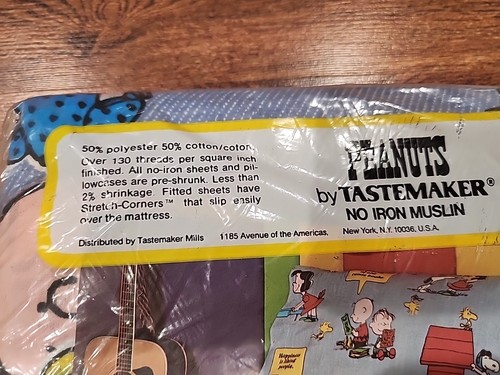 50% polyester 50% cotton/coton.
Over 130 threads per square inch
finished. All no-iron sheets and pil-
lowcases are pre-shrunk. Less than
2% shrinkage. Fitted sheets have
Stretch-Corners™ that slip easily
over the mattress.
Distributed by Tastemaker Mills 1185 Avenue of the Americas, New York, N.Y. 10036, U.S.A.
PEANUTS
by TASTEMAKER®
NO IRON MUSLIN
Happiness
people.